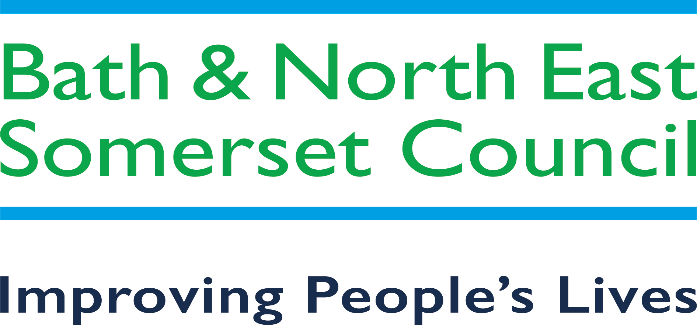 Bath & North East
Somerset Council
Improving People's Lives